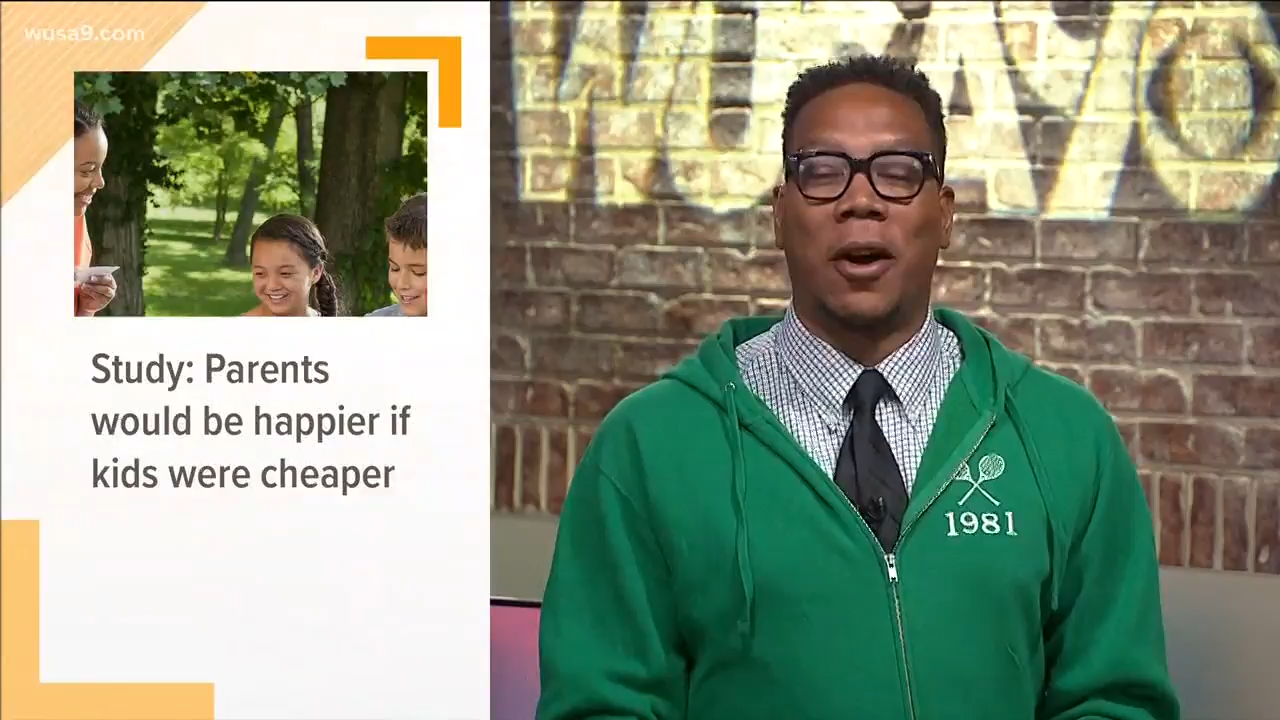 wusa9.com
Study: Parents
would be happier if
kids were cheaper
1981